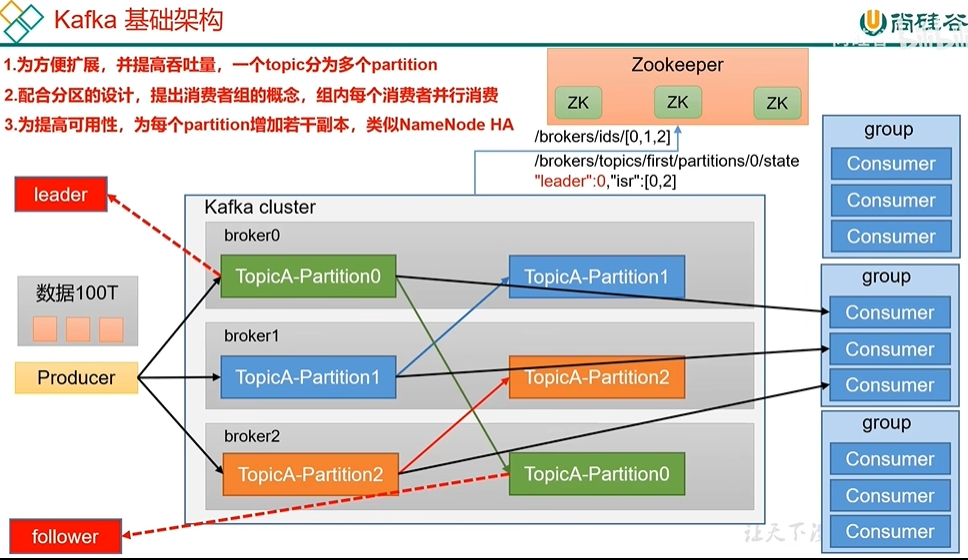 Kafka 基础架构
尚硅谷
1.为方便扩展，并提高吞吐量，一个topic分为多个partition
2.配合分区的设计，提出消费者组的概念，组内每个消费者并行消费
3.为提高可用性，为每个partition增加若干副本，类似NameNode HA
Zookeeper
ZK
ZK
ZK
/brokers/ids/[0,1,2]
/brokers/topics/first/partitions/0/state
"leader":0,"isr":[0,2]
leader
数据100T
Producer
follower
Kafka cluster
broker0
TopicA-Partition0
TopicA-Partition1
broker1
TopicA-Partition1
TopicA-Partition2
broker2
TopicA-Partition2
TopicA-Partition0
group
Consumer
Consumer
Consumer
group
Consumer
Consumer
Consumer
group
Consumer
Consumer
Consumer
让天下